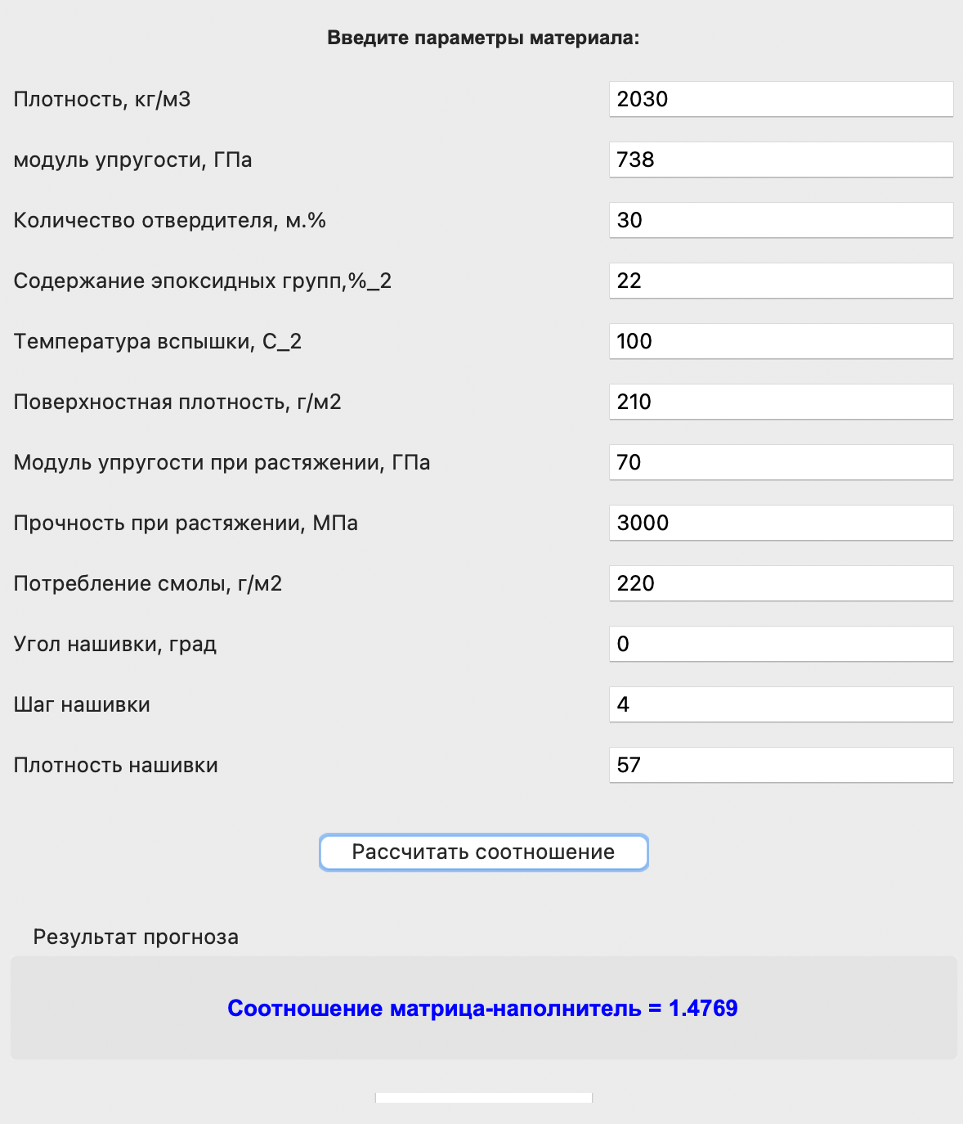 Введите параметры материала:
Плотность, кг/м3 2030
модуль упругости, ГПа 738
Количество отвердителя, м.% 30
Содержание эпоксидных групп,%_2 22
Температура вспышки, С_2 100
Поверхностная плотность, г/м2 210
Модуль упругости при растяжении, ГПа 70
Прочность при растяжении, МПа 3000
Потребление смолы, г/м2 220
Угол нашивки, град 0
Шаг нашивки 4
Плотность нашивки 57
Рассчитать соотношение
Результат прогноза
Соотношение матрица-наполнитель = 1.4769